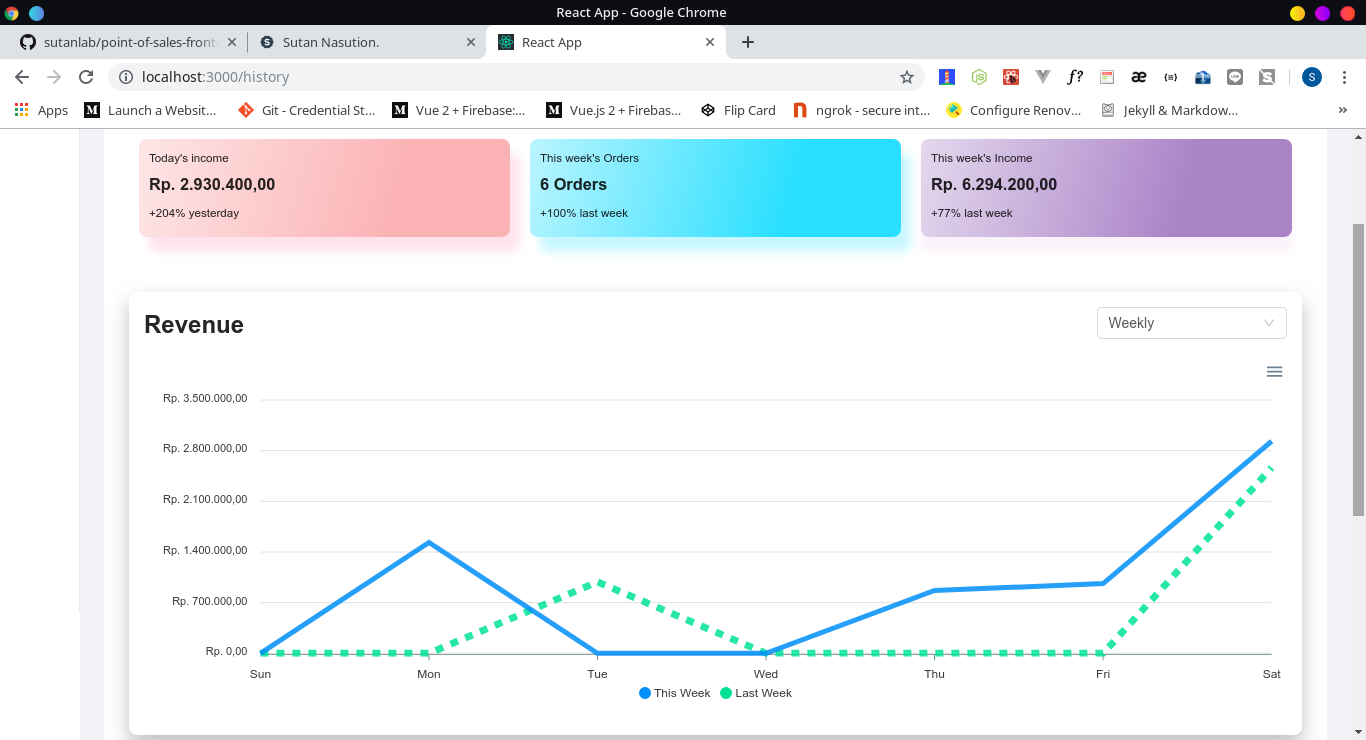 React App - Google Chrome
sutanlab/point-of-sales-front
Sutan Nasution.
React App
localhost:3000/history
Apps
Launch a Websit...
Git - Credential St...
Vue 2 + Firebase:...
Vue.js 2 + Firebas...
Flip Card
ngrok - secure int...
Configure Renov...
Jekyll & Markdow...
Today's income
Rp. 2.930.400,00
+204% yesterday
This week's Orders
6 Orders
+100% last week
This week's Income
Rp. 6.294.200,00
+77% last week
Revenue
Weekly
Rp. 3.500.000,00
Rp. 2.800.000,00
Rp. 2.100.000,00
Rp. 1.400.000,00
Rp. 700.000,00
Rp. 0,00
Sun Mon Tue Wed Thu Fri Sat
This Week Last Week